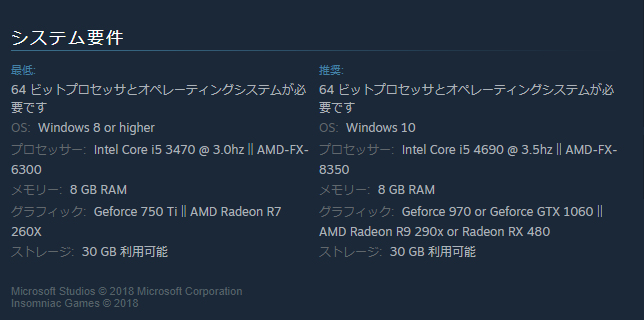 システム要件
最低:
64 ビットプロセッサとオペレーティングシステムが必
要です
OS: Windows 8 or higher
プロセッサー: Intel Core i5 3470 @ 3.0hz || AMD-FX-
6300
メモリー: 8 GB RAM
グラフィック: Geforce 750 Ti || AMD Radeon R7
260X
ストレージ: 30 GB 利用可能
推奨:
64 ビットプロセッサとオペレーティングシステムが必
要です
OS: Windows 10
プロセッサー: Intel Core i5 4690 @ 3.5hz || AMD-FX-
8350
メモリー: 8 GB RAM
グラフィック: Geforce 970 or Geforce GTX 1060 ||
AMD Radeon R9 290x or Radeon RX 480
ストレージ: 30 GB 利用可能
Microsoft Studios © 2018 Microsoft Corporation
Insomniac Games © 2018